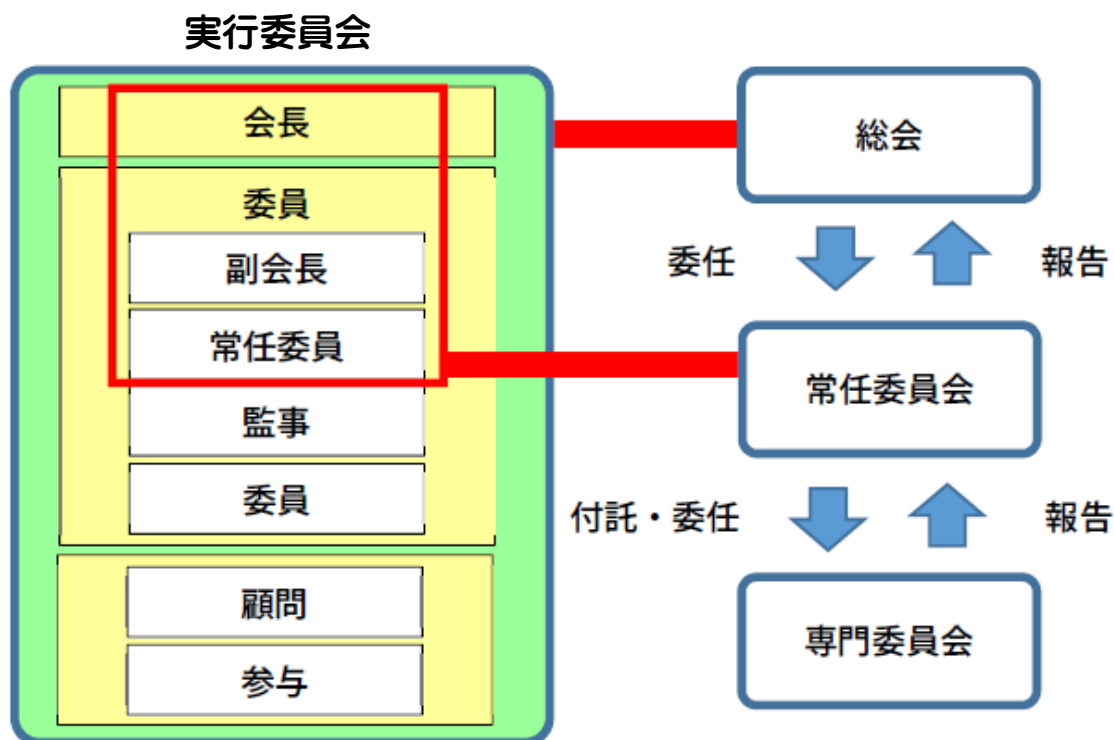 実行委員会
会長
委員
副会長
常任委員
監事
委員
顧問
参与
総会
委任
報告
常任委員会
付託・委任
報告
専門委員会